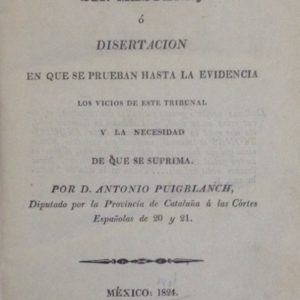 ó
DISERTACION
EN QUE SE PRUEBAN HASTA LA EVIDENCIA
LOS VICIOS DE ESTE TRIBUNAL
Y LA NECESIDAD
DE QUE SE SUPRIMA.
POR D. ANTONIO PUIGBLANCH,
Diputado por la Provincia de Cataluña á las Córtes
Españolas de 20 y 21.
MÉXICO: 1824.